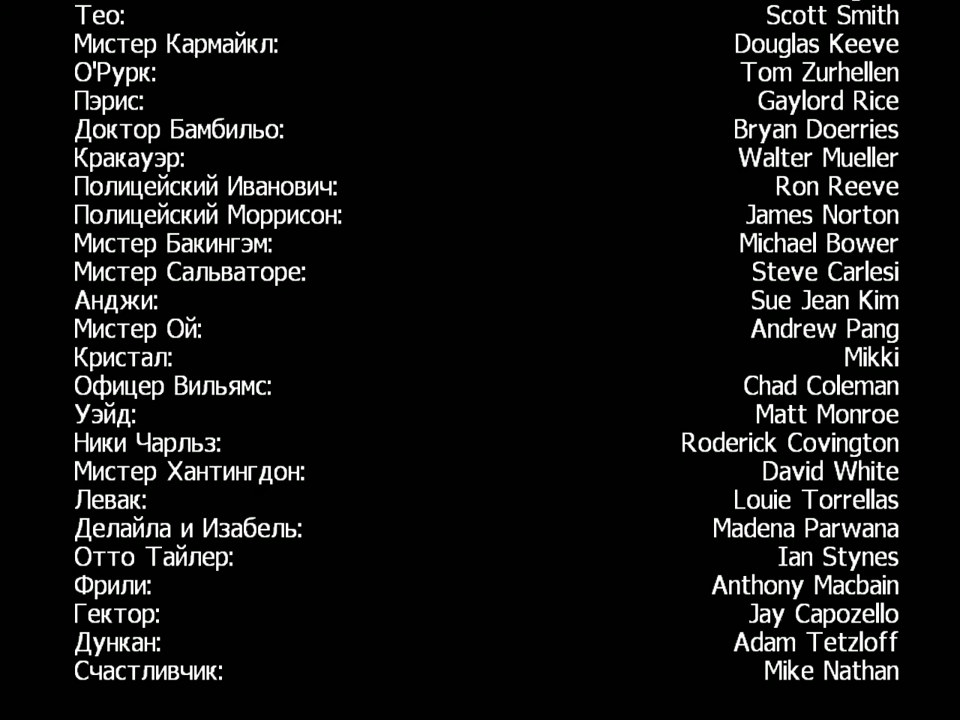 Тео: Scott Smith
Мистер Кармайкл: Douglas Keeve
О'Рурк: Tom Zurhellen
Пэрис: Gaylord Rice
Доктор Бамбильо: Bryan Doerries
Кракауэр: Walter Mueller
Полицейский Иванович: Ron Reeve
Полицейский Моррисон: James Norton
Мистер Бакингэм: Michael Bower
Мистер Сальваторе: Steve Carlesi
Анджи: Sue Jean Kim
Мистер Ой: Andrew Pang
Кристал: Mikki
Офицер Вильямс: Chad Coleman
Уэйд: Matt Monroe
Ники Чарльз: Roderick Covington
Мистер Хантингдон: David White
Левак: Louie Torrellas
Делайла и Изабель: Madena Parwana
Отто Тайлер: Ian Stynes
Фрили: Anthony Macbain
Гектор: Jay Capozello
Дункан: Adam Tetzloff
Счастливчик: Mike Nathan